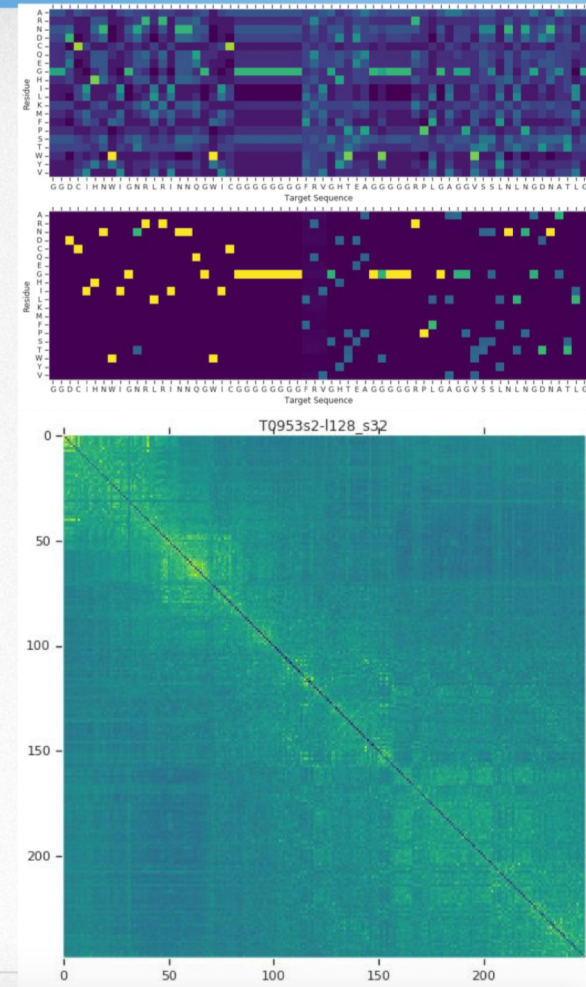 A
R
N
D
C
Q
E
G
H
I
L
K
M
F
P
S
T
W
Y
V
Residue
G G D C I H N W I G N R L R I N N Q G W I C G G G G G G G G F R V G H T E A G G G G G R P L G A G G V S S L N L N G D N A T L G
Target Sequence
A
R
N
D
C
Q
E
G
H
I
L
K
M
F
P
S
T
W
Y
V
Residue
G G D C I H N W I G N R L R I N N Q G W I C G G G G G G G G F R V G H T E A G G G G G R P L G A G G V S S L N L N G D N A T L G
Target Sequence
T0953s2-l128_s32
0
50
100
150
200
0 50 100 150 200